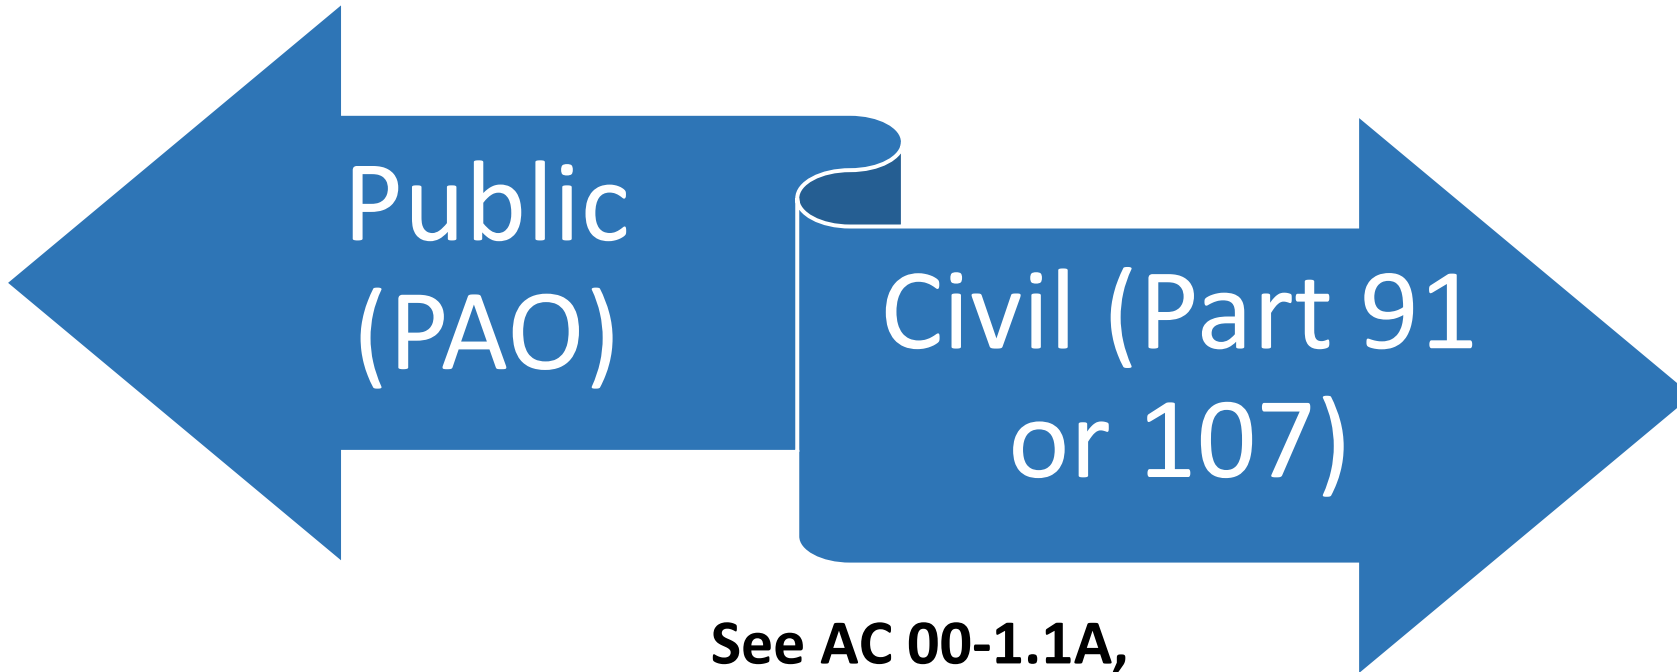 Public
(PAO)
Civil (Part 91
or 107)
See AC 00-1.1A,